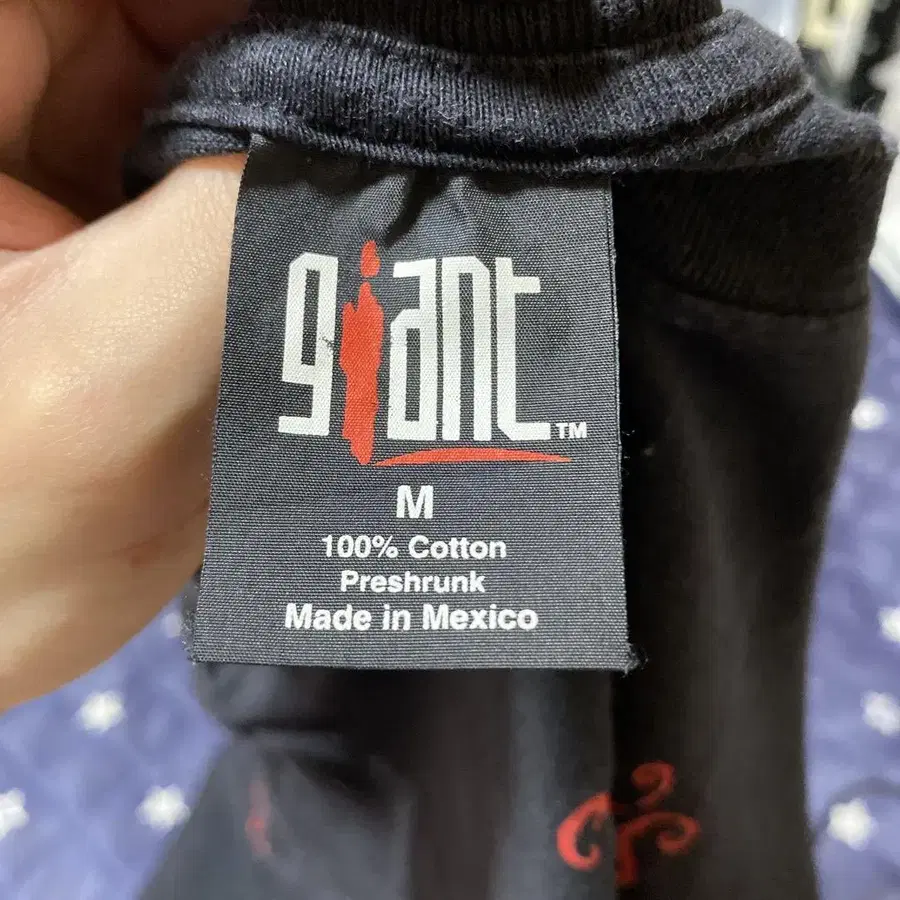 giant™
M
100% Cotton
Preshrunk
Made in Mexico